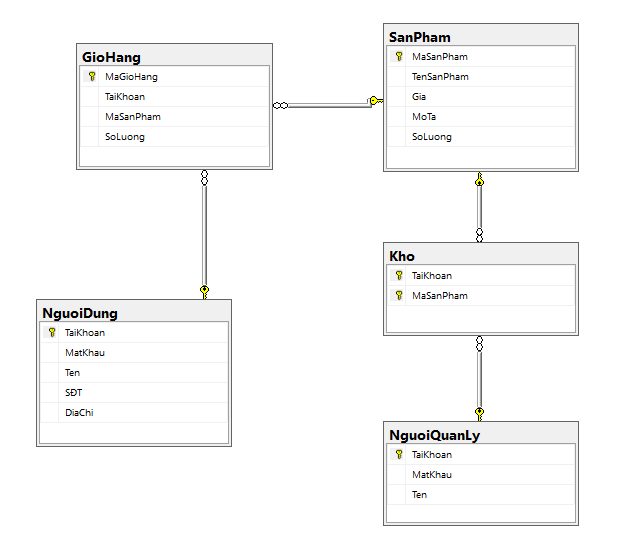 GioHang
MaGioHang
TaiKhoan
MaSanPham
SoLuong
SanPham
MaSanPham
TenSanPham
Gia
MoTa
SoLuong
NguoiDung
TaiKhoan
MatKhau
Ten
SĐT
DiaChi
Kho
TaiKhoan
MaSanPham
NguoiQuanLy
TaiKhoan
MatKhau
Ten